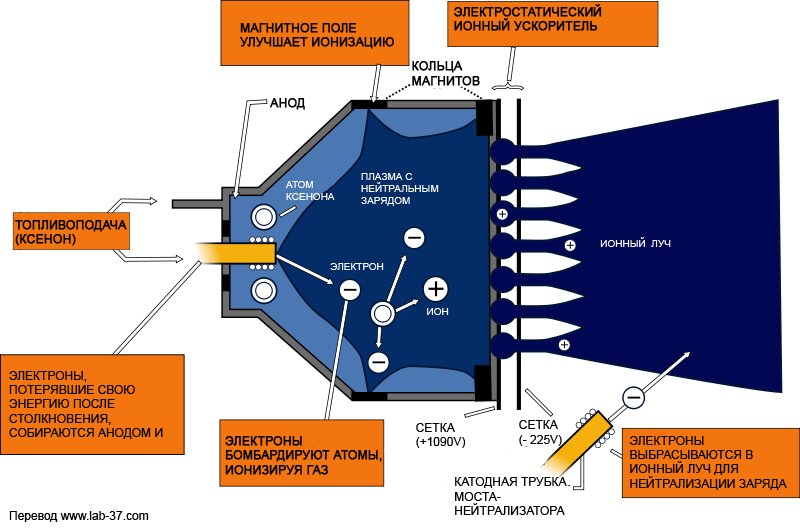 МАГНИТНОЕ ПОЛЕ
УЛУЧШАЕТ ИОНИЗАЦИЮ
ЭЛЕКТРОСТАТИЧЕСКИЙ
ИОННЫЙ УСКОРИТЕЛЬ
КОЛЬЦА
МАГНИТОВ
АНОД
АТОМ
КСЕНОНА
ПЛАЗМА С
НЕЙТРАЛЬНЫМ
ЗАРЯДОМ
ТОПЛИВОПОДАЧА
(КСЕНОН)
ЭЛЕКТРОН
ИОН
ИОННЫЙ ЛУЧ
ЭЛЕКТРОНЫ,
ПОТЕРЯВШИЕ СВОЮ
ЭНЕРГИЮ ПОСЛЕ
СТОЛКНОВЕНИЯ,
СОБИРАЮТСЯ АНОДОМ И
ЭЛЕКТРОНЫ
БОМБАРДИРУЮТ АТОМЫ,
ИОНИЗИРУЯ ГАЗ
СЕТКА
(+1090V)
СЕТКА
(- 225V)
КАТОДНАЯ ТРУБКА.
МОСТА-
НЕЙТРАЛИЗАТОРА
ЭЛЕКТРОНЫ
ВЫБРАСЫВАЮТСЯ В
ИОННЫЙ ЛУЧ ДЛЯ
НЕЙТРАЛИЗАЦИИ ЗАРЯДА
Перевод www.lab-37.com